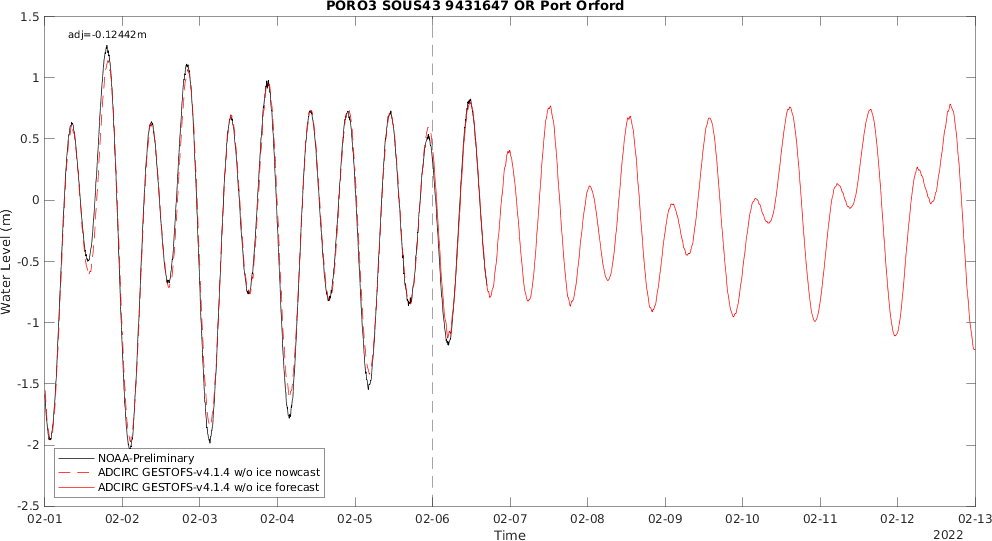 PORO3 SOUS43 9431647 OR Port Orford
adj=-0.12442m
1.5
1
0.5
0
-0.5
-1
-1.5
-2
-2.5
Water Level (m)
NOAA-Preliminary
ADCIRC GESTOFS-v4.1.4 w/o ice nowcast
ADCIRC GESTOFS-v4.1.4 w/o ice forecast
02-01 02-02 02-03 02-04 02-05 02-06 02-07 02-08 02-09 02-10 02-11 02-12 02-13
Time
2022